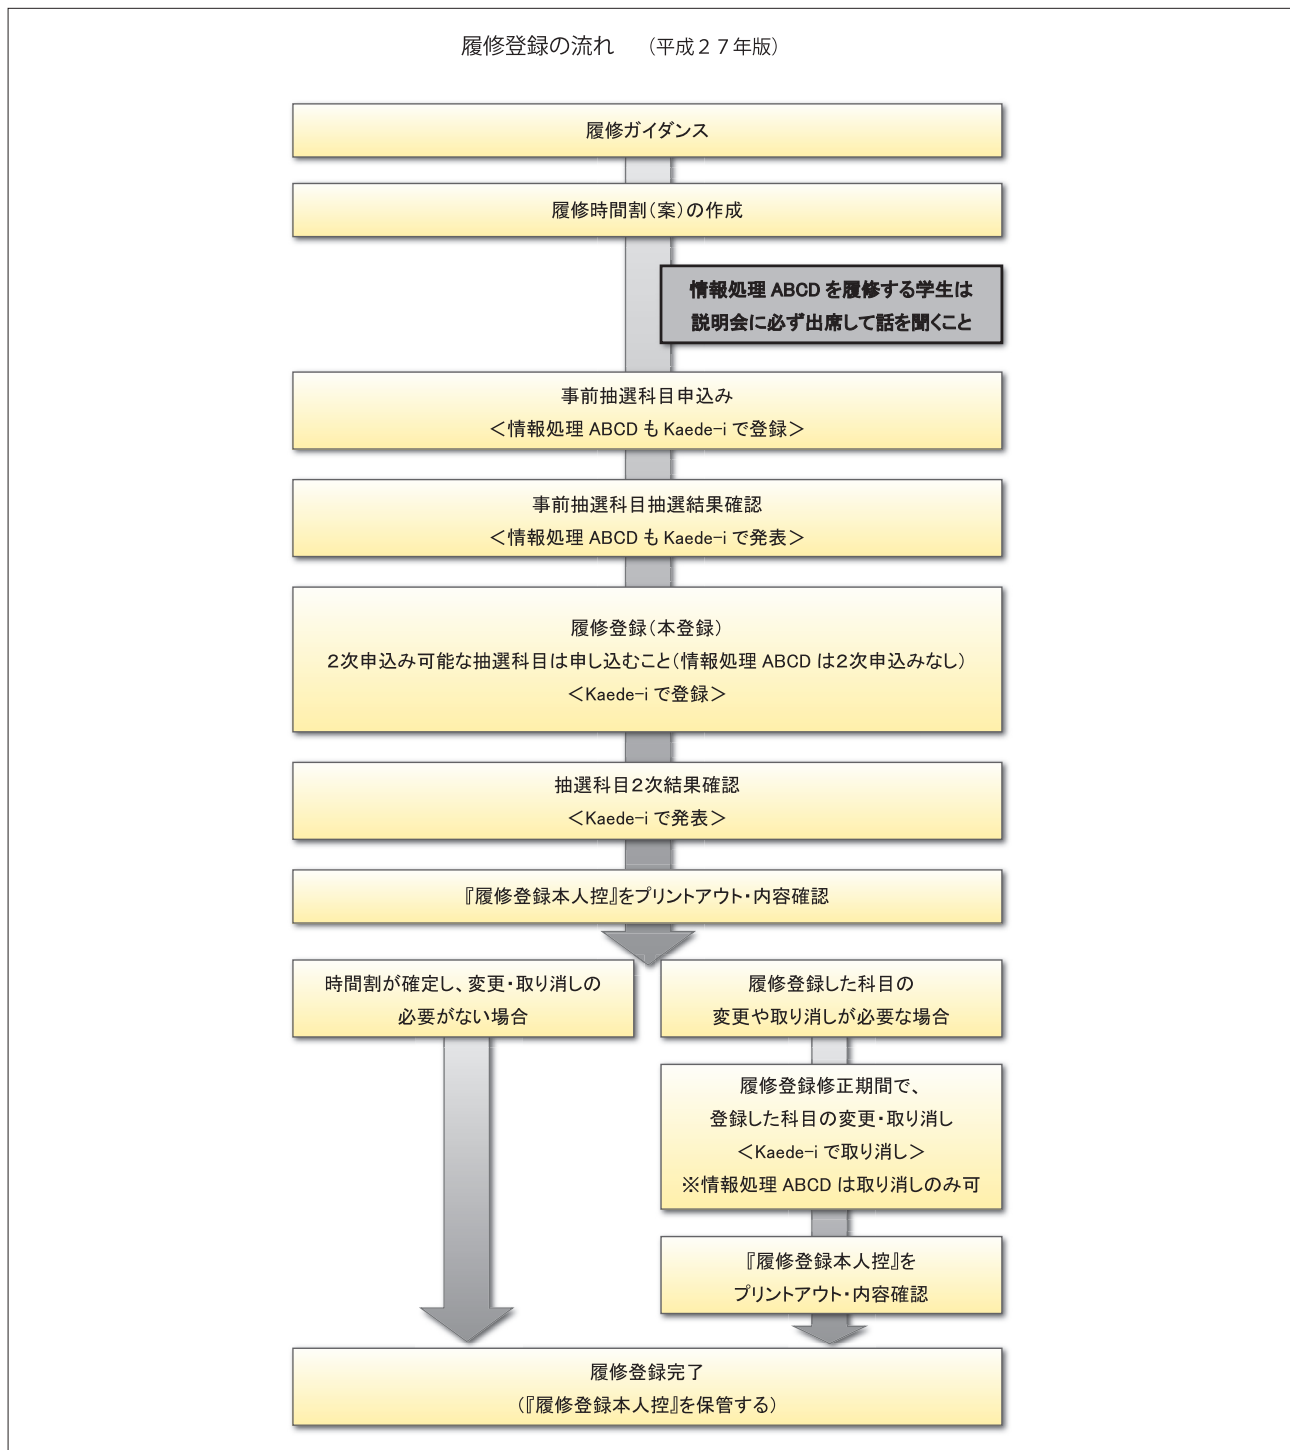 履修登録の流れ　（平成２７年版）
履修ガイダンス
履修時間割（案）の作成
情報処理 ABCD を履修する学生は
説明会に必ず出席して話を聞くこと
事前抽選科目申込み
＜情報処理 ABCD も Kaede-i で登録＞
事前抽選科目抽選結果確認
＜情報処理 ABCD も Kaede-i で発表＞
履修登録（本登録）
２次申込み可能な抽選科目は申し込むこと（情報処理 ABCD は２次申込みなし）
＜Kaede-i で登録＞
抽選科目２次結果確認
＜Kaede-i で発表＞
『履修登録本人控』をプリントアウト・内容確認
時間割が確定し、変更・取り消しの
必要がない場合
履修登録した科目の
変更や取り消しが必要な場合
履修登録修正期間で、
登録した科目の変更・取り消し
＜Kaede-i で取り消し＞
※情報処理 ABCD は取り消しのみ可
『履修登録本人控』を
プリントアウト・内容確認
履修登録完了
（『履修登録本人控』を保管する）